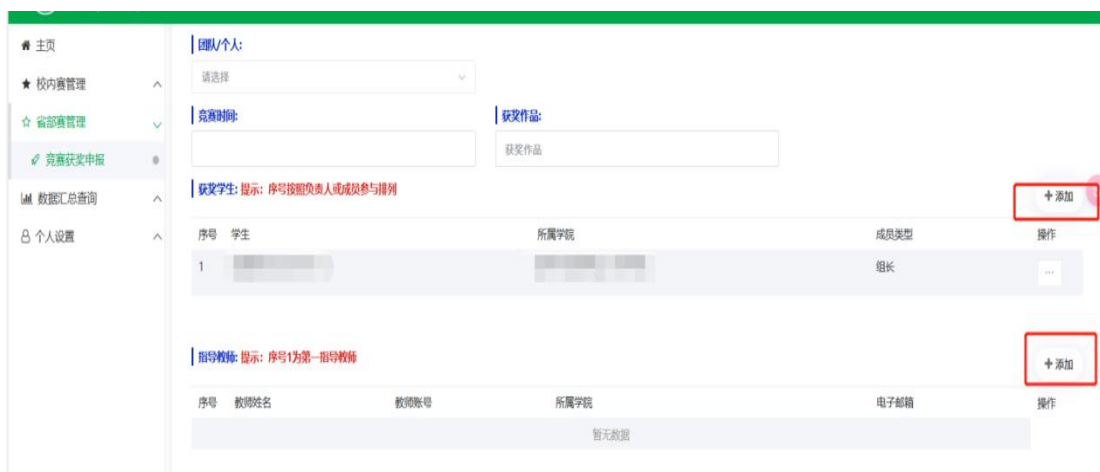 主页
校内赛管理
省部赛管理
竞赛获奖申报
数据汇总查询
个人设置
团队/个人:
请选择
竞赛时间:
获奖作品:
获奖作品
获奖学生: 提示：序号按照负责人或成员参与排列
+添加
序号 学生 所属学院 成员类型 操作
1 组长 ...
指导教师: 提示：序号1为第一指导教师
+添加
序号 教师姓名 教师账号 所属学院 电子邮箱 操作
暂无数据